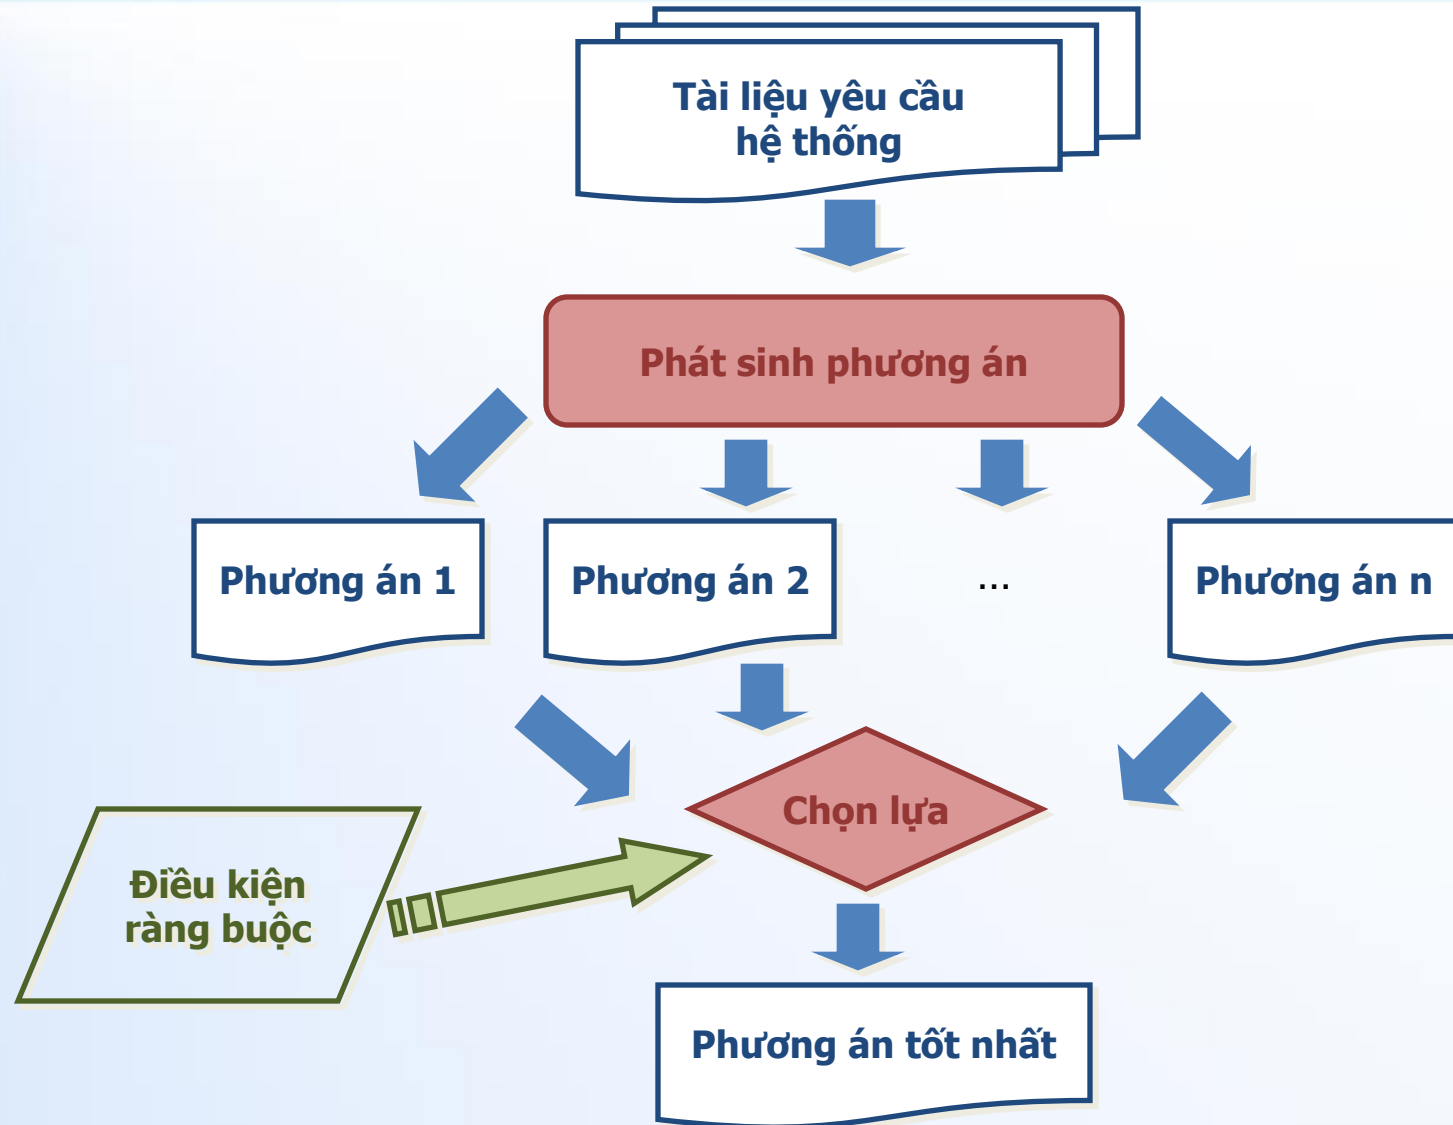 Tài liệu yêu cầu
hệ thống
Phát sinh phương án
Phương án 1
Phương án 2
...
Phương án n
Chọn lựa
Điều kiện
ràng buộc
Phương án tốt nhất